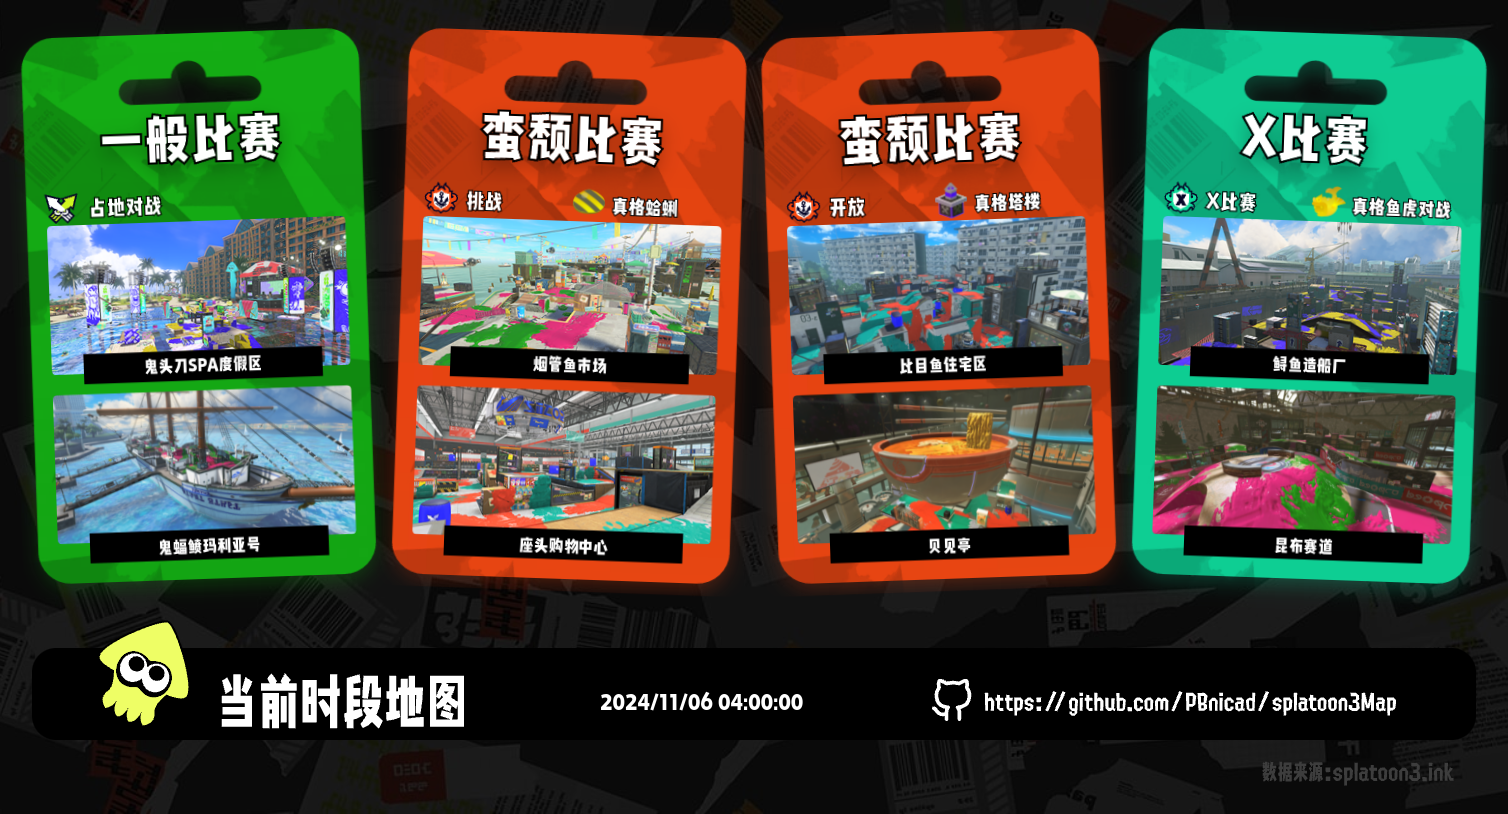 一般比赛
占地对战
鬼头刀SPA度假区
鬼蝠鲼玛利亚号
蛮颓比赛
挑战
真格蛤蜊
烟管鱼市场
座头购物中心
蛮颓比赛
开放
真格塔楼
比目鱼住宅区
贝见亭
X比赛
X比赛
真格鱼虎对战
鲟鱼造船厂
昆布赛道
当前时段地图
2024/11/06 04:00:00
https://github.com/PBnicad/splatoon3Map
数据来源:splatoon3.ink